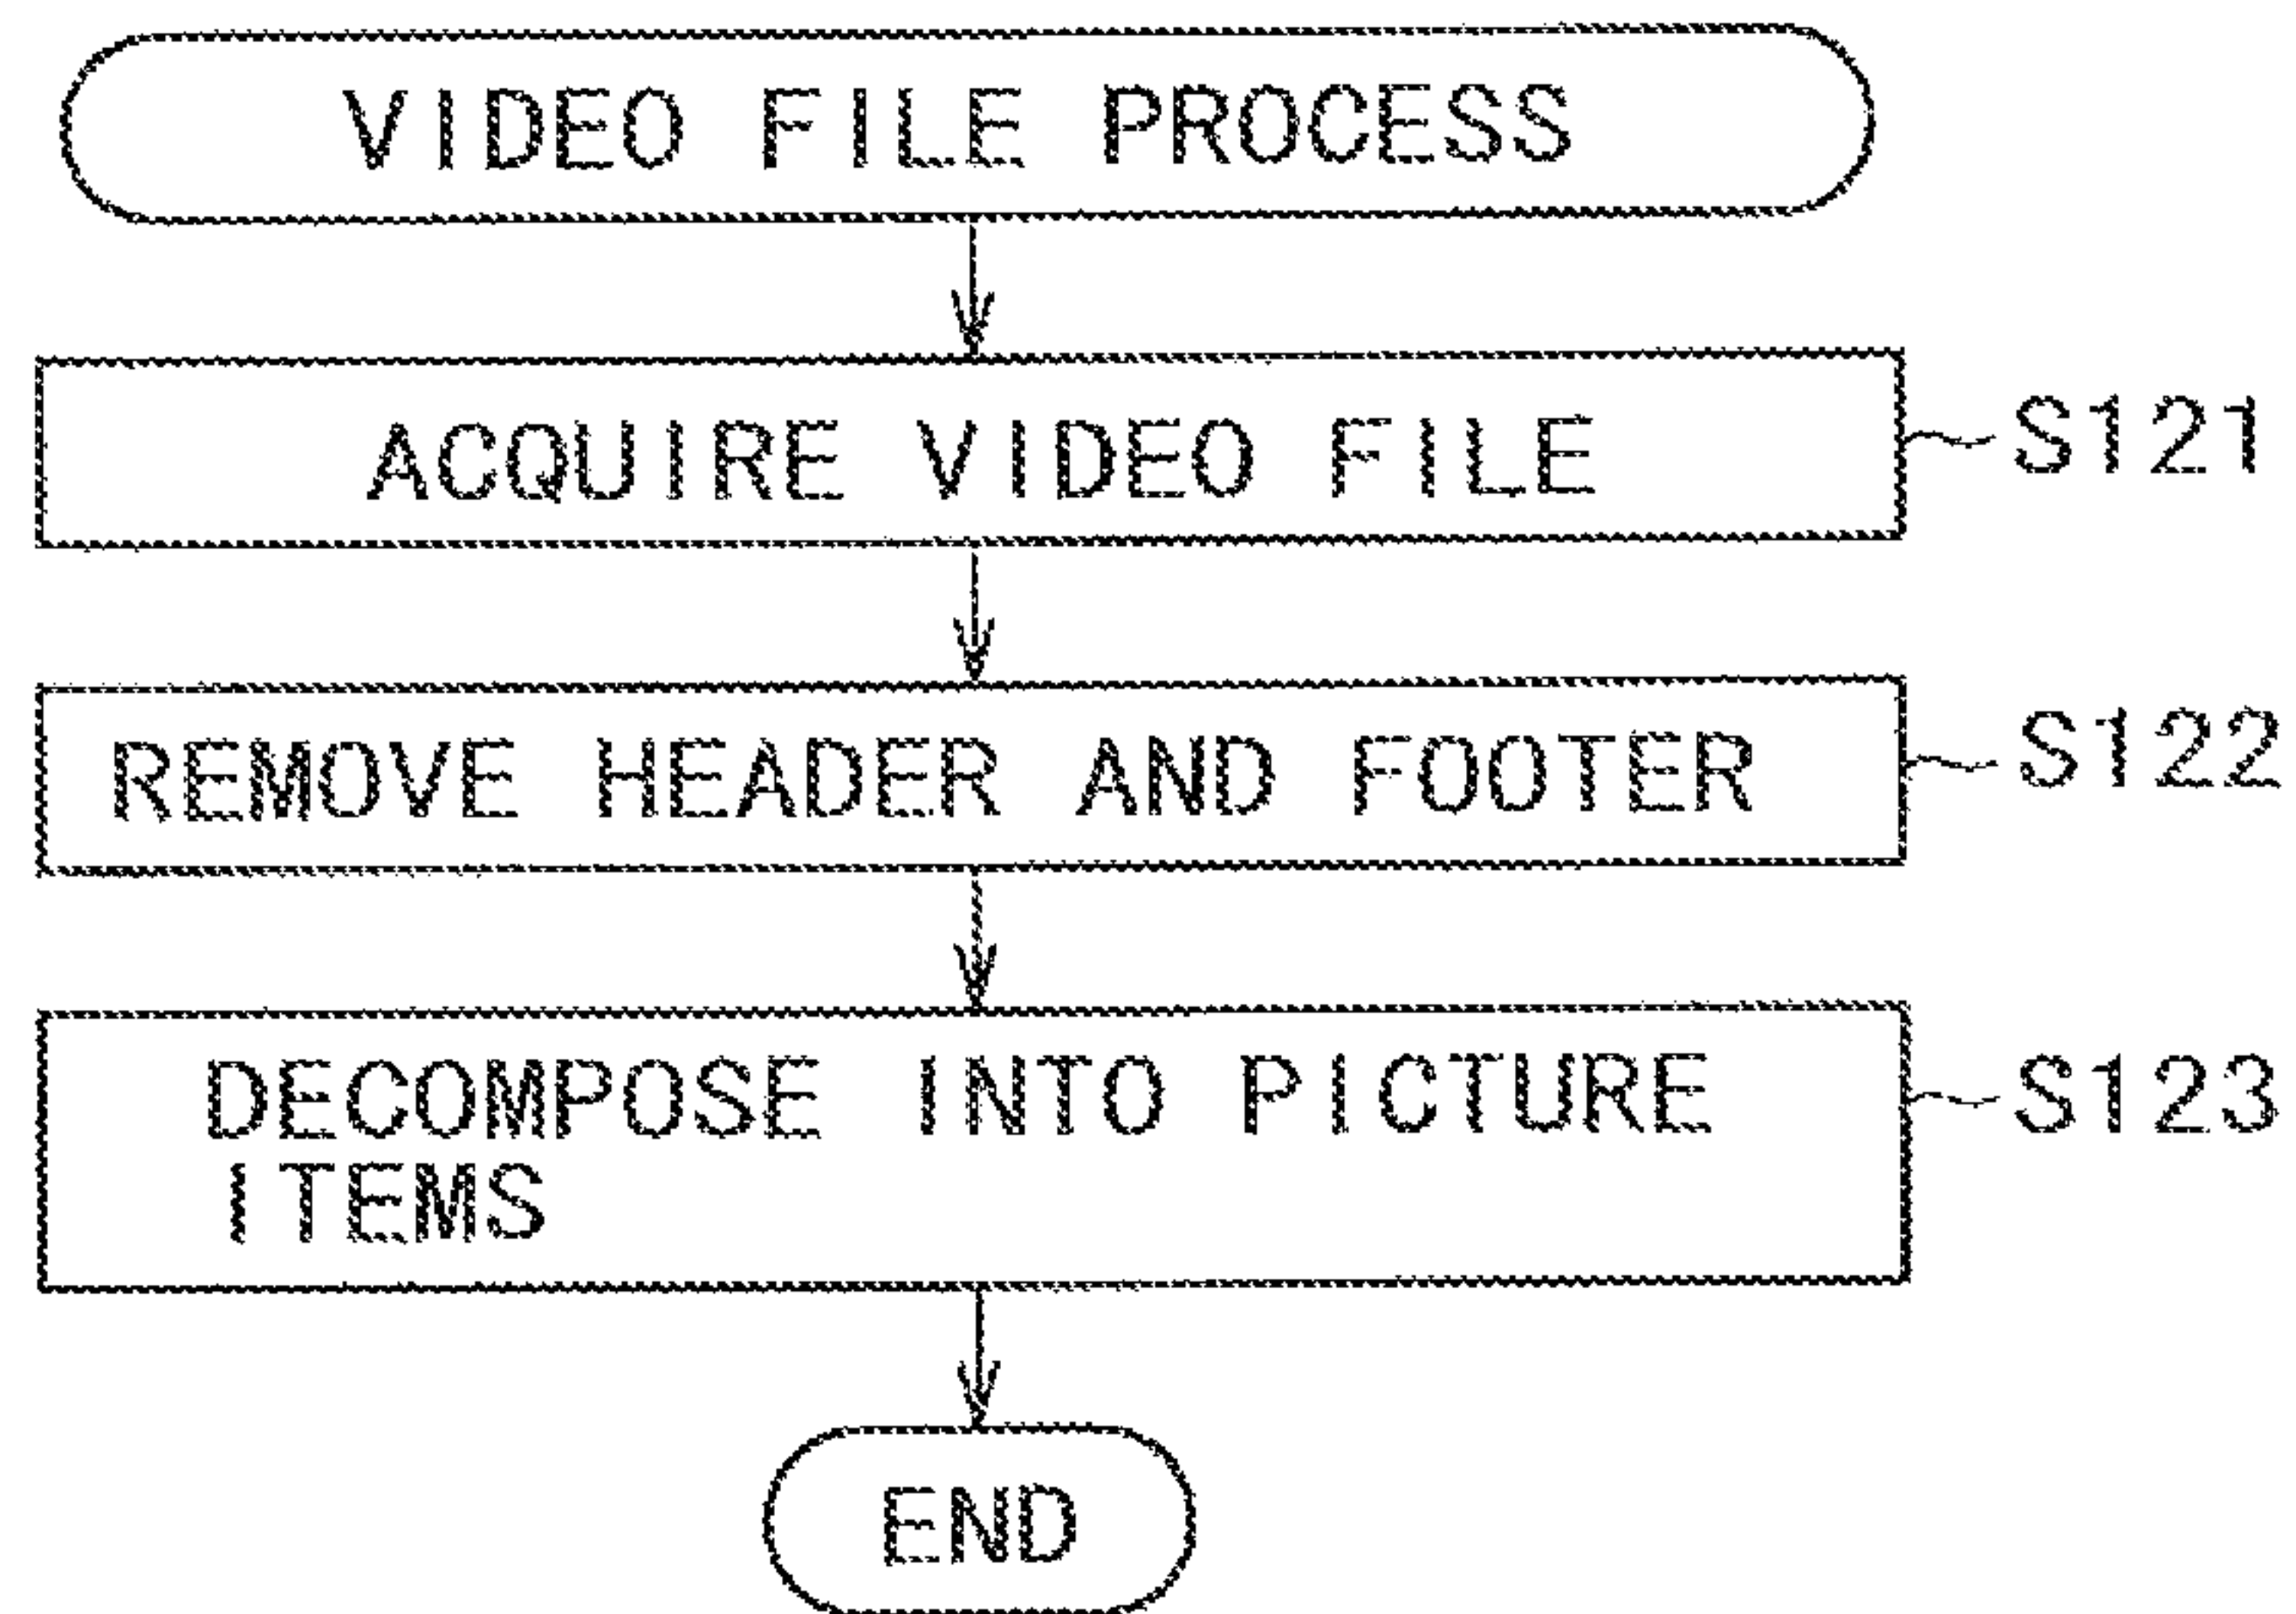 VIDEO FILE PROCESS
ACQUIRE VIDEO FILE
S121
REMOVE HEADER AND FOOTER
S122
DECOMPOSE INTO PICTURE
ITEMS
S123
END